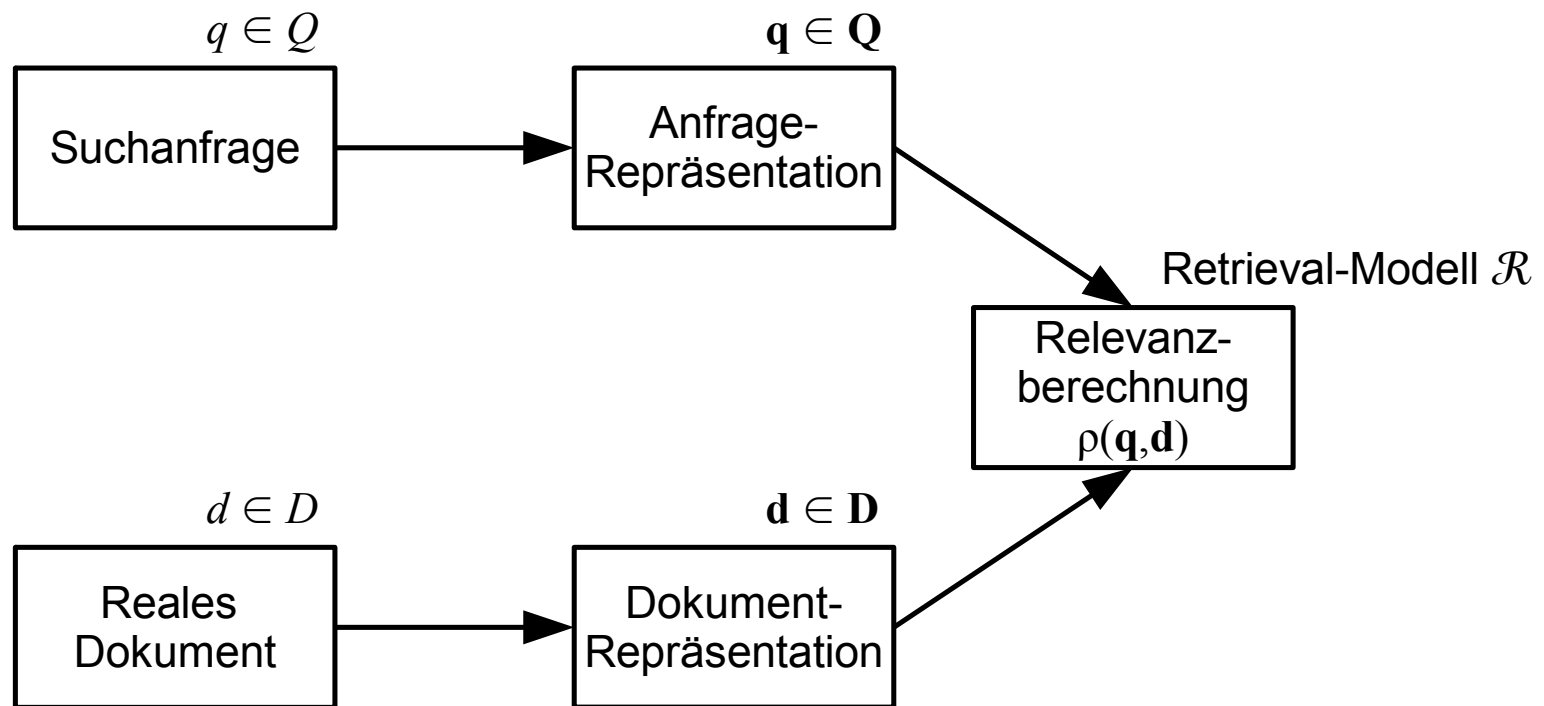 q ∈ Q
Suchanfrage
𝐪 ∈ 𝐐
Anfrage-
Repräsentation
Retrieval-Modell ℛ
Relevanz-
berechnung
ρ(𝐪,𝐝)
d ∈ D
Reales
Dokument
𝐝 ∈ 𝐃
Dokument-
Repräsentation